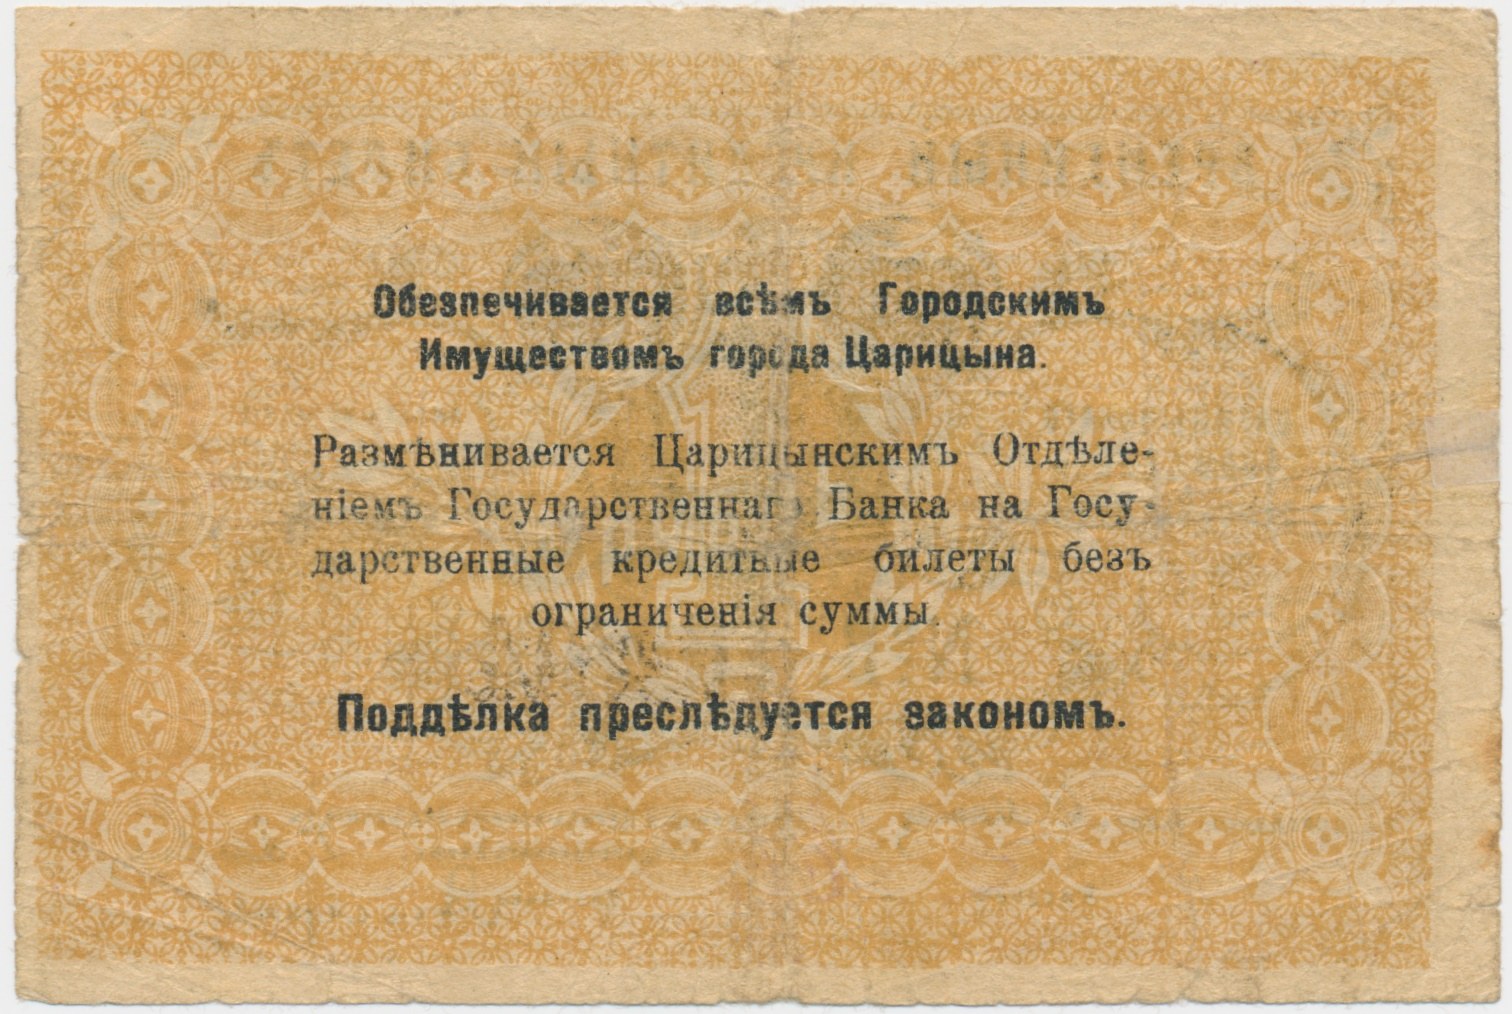 Обезпечивается всѣмъ Городскимъ
Имуществомъ города Царицына.
Размѣнивается Царицынскимъ Отдѣле-
ніемъ Государственнаго Банка на Госу-
дарственные кредитные билеты безъ
ограниченія суммы.
Поддѣлка преслѣдуется закономъ.